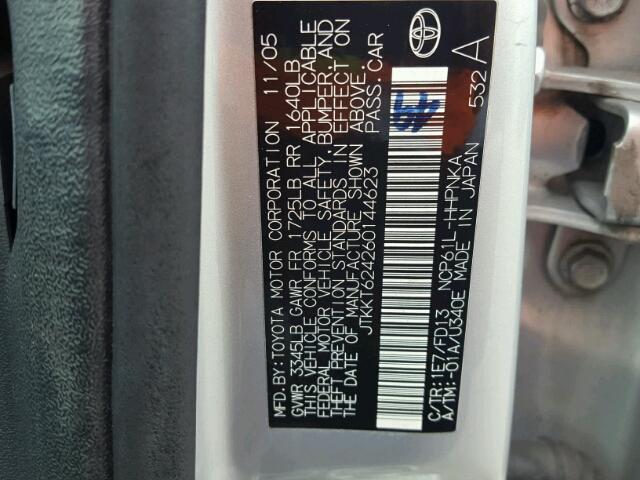 MFD.BY:TOYOTA MOTOR CORPORATION 11/05
GVWR 3345LB GAWR FR 1725LB RR 1640LB
THIS VEHICLE CONFORMS TO ALL APPLICABLE
FEDERAL MOTOR VEHICLE SAFETY, BUMPER, AND
THEFT PREVENTION STANDARDS IN EFFECT ON
THE DATE OF MANUFACTURE SHOWN ABOVE.
JTKKT624260144623 PASS.CAR
C/TR:1E7/FD13 NCP61L-HHPNKA
A/TM:-01A/U340E MADE IN JAPAN 532 A